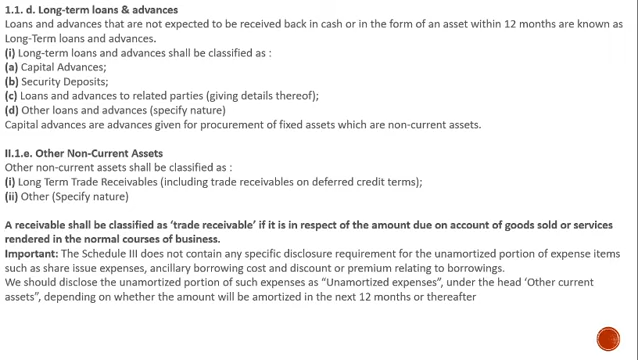 1.1. d. Long-term loans & advances
Loans and advances that are not expected to be received back in cash or in the form of an asset within 12 months are known as
Long-Term loans and advances.
(i) Long-term loans and advances shall be classified as :
(a) Capital Advances;
(b) Security Deposits;
(c) Loans and advances to related parties (giving details thereof);
(d) Other loans and advances (specify nature)
Capital advances are advances given for procurement of fixed assets which are non-current assets.
II.1.e. Other Non-Current Assets
Other non-current assets shall be classified as :
(i) Long Term Trade Receivables (including trade receivables on deferred credit terms);
(ii) Other (Specify nature)
A receivable shall be classified as ‘trade receivable’ if it is in respect of the amount due on account of goods sold or services
rendered in the normal courses of business.
Important: The Schedule III does not contain any specific disclosure requirement for the unamortized portion of expense items
such as share issue expenses, ancillary borrowing cost and discount or premium relating to borrowings.
We should disclose the unamortized portion of such expenses as “Unamortized expenses”, under the head ‘Other current
assets”, depending on whether the amount will be amortized in the next 12 months or thereafter